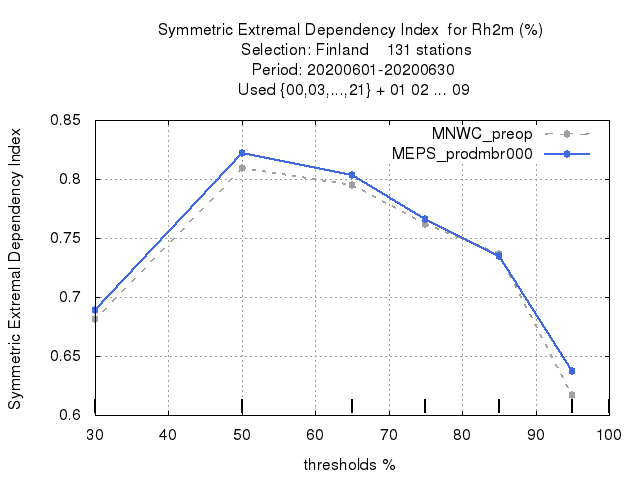 Symmetric Extremal Dependency Index  for Rh2m (%)
Selection: Finland    131 stations
Period: 20200601-20200630
Used {00,03,...,21} + 01 02 ... 09
MNWC_preop
MEPS_prodmbr000
Symmetric Extremal Dependency Index
0.85
0.8
0.75
0.7
0.65
0.6
30 40 50 60 70 80 90 100
thresholds %